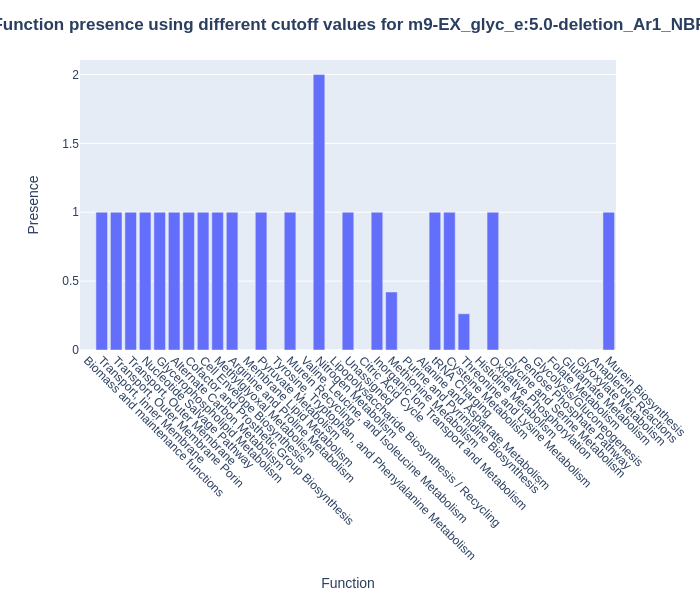 Function presence using different cutoff values for m9-EX_glyc_e:5.0-deletion_Ar1_NBF
Presence
2
1.5
1
0.5
0
Biomass and maintenance functions
Transport, Inner Membrane
Transport, Outer Membrane
Transport, Outer Membrane Porin
Nucleotide Salvage Pathway
Glycerophospholipid Metabolism
Alternate Carbon Metabolism
Cofactor and Prosthetic Group Biosynthesis
Cell Envelope Biosynthesis
Methylglyoxal Metabolism
Arginine and Proline Metabolism
Membrane Lipid Metabolism
Pyruvate Metabolism
Tyrosine, Tryptophan, and Phenylalanine Metabolism
Murein Recycling
Valine, Leucine, and Isoleucine Metabolism
Nitrogen Metabolism
Lipopolysaccharide Biosynthesis / Recycling
Unassigned
Citric Acid Cycle
Inorganic Ion Transport and Metabolism
Methionine Metabolism
Purine and Pyrimidine Biosynthesis
Alanine and Aspartate Metabolism
tRNA Charging
Cysteine Metabolism
Threonine and Lysine Metabolism
Histidine Metabolism
Oxidative Phosphorylation
Glycine and Serine Metabolism
Pentose Phosphate Pathway
Glycolysis/Gluconeogenesis
Folate Metabolism
Glutamate Metabolism
Glyoxylate Metabolism
Anaplerotic Reactions
Murein Biosynthesis
Function